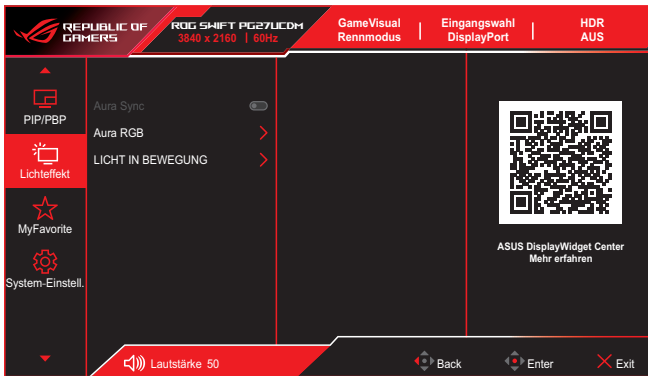 REPUBLIC OF
GAMERS
ROG SWIFT PG27UCDM
3840 x 2160 | 60Hz
GameVisual
Rennmodus
Eingangswahl
DisplayPort
HDR
AUS
PIP/PBP
Lichteffekt
MyFavorite
System-Einstell.
Aura Sync
Aura RGB
LICHT IN BEWEGUNG
ASUS DisplayWidget Center
Mehr erfahren
Lautstärke 50
Back
Enter
Exit